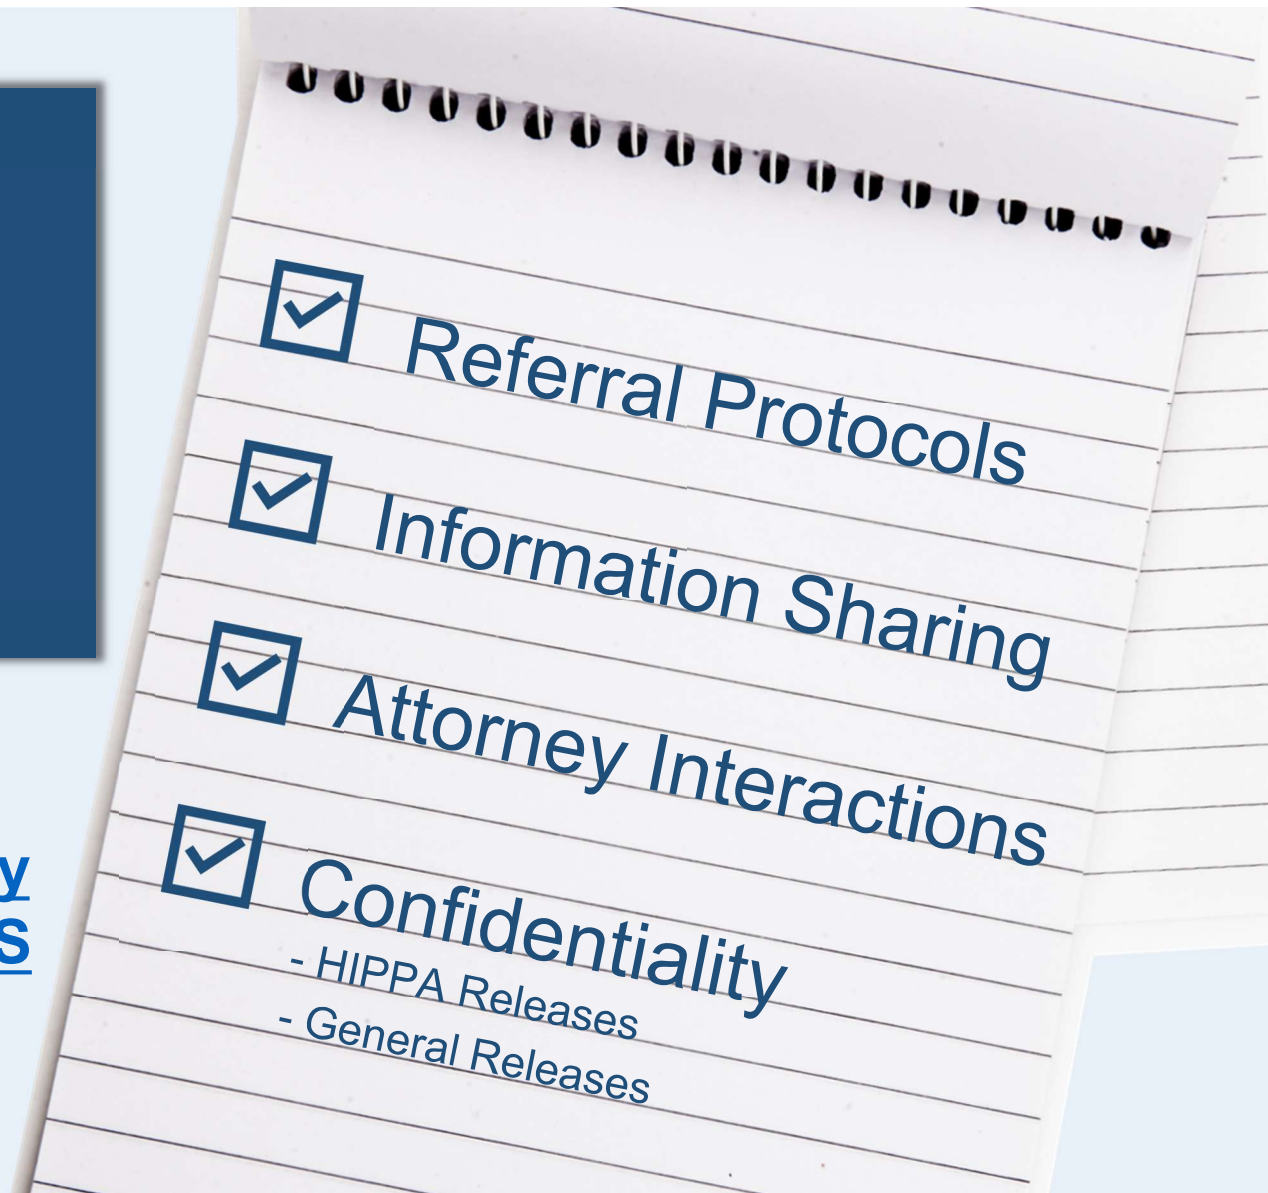 Referral Protocols
Information Sharing
Attorney Interactions
Confidentiality
- HIPPA Releases
- General Releases
y
S